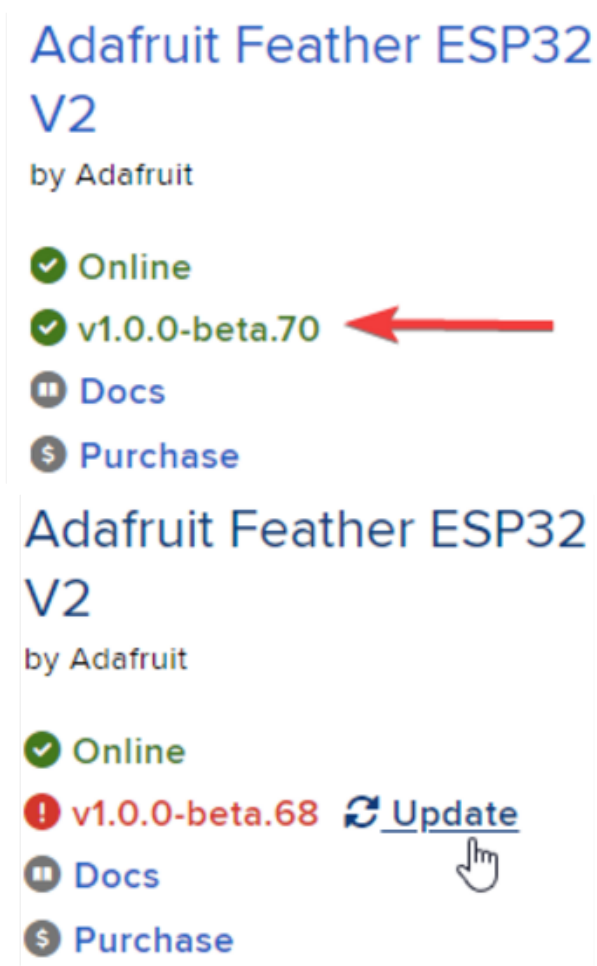 Adafruit Feather ESP32
V2
by Adafruit
Online
v1.0.0-beta.70
Docs
$ Purchase
Adafruit Feather ESP32
V2
by Adafruit
Online
! v1.0.0-beta.68 Update
Docs
$ Purchase